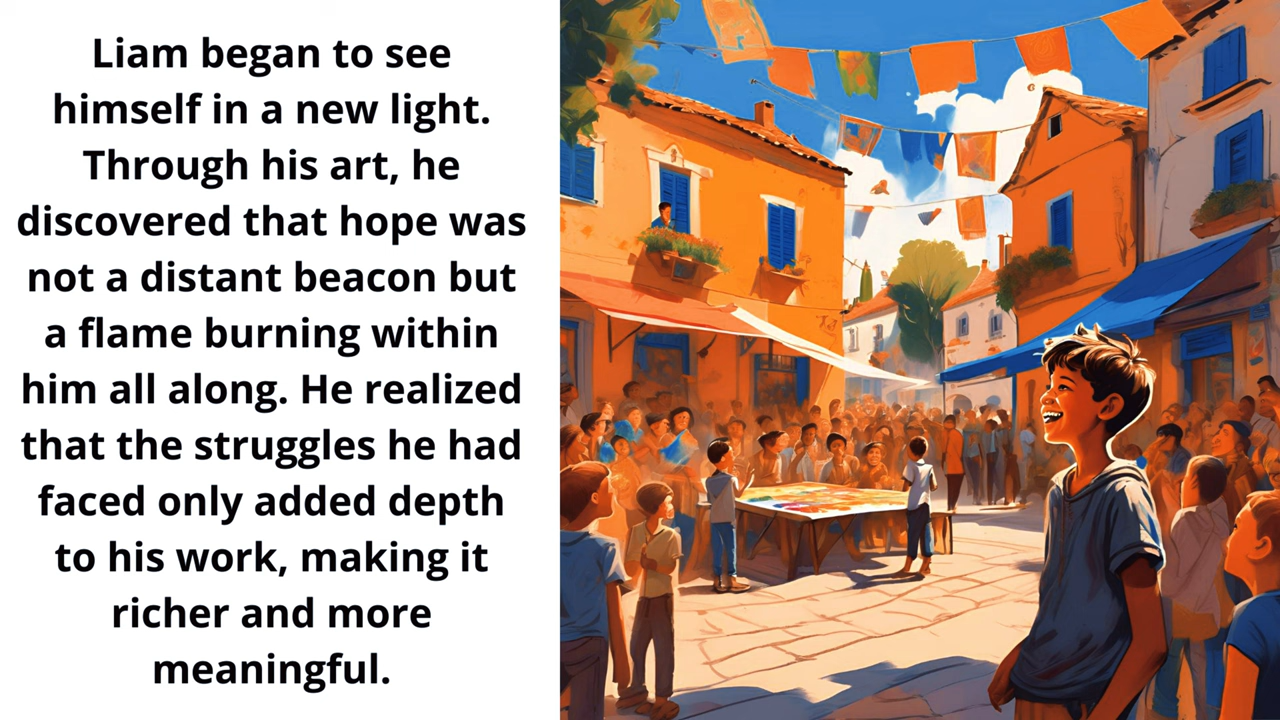 Liam began to see
himself in a new light.
Through his art, he
discovered that hope was
not a distant beacon but
a flame burning within
him all along. He realized
that the struggles he had
faced only added depth
to his work, making it
richer and more
meaningful.